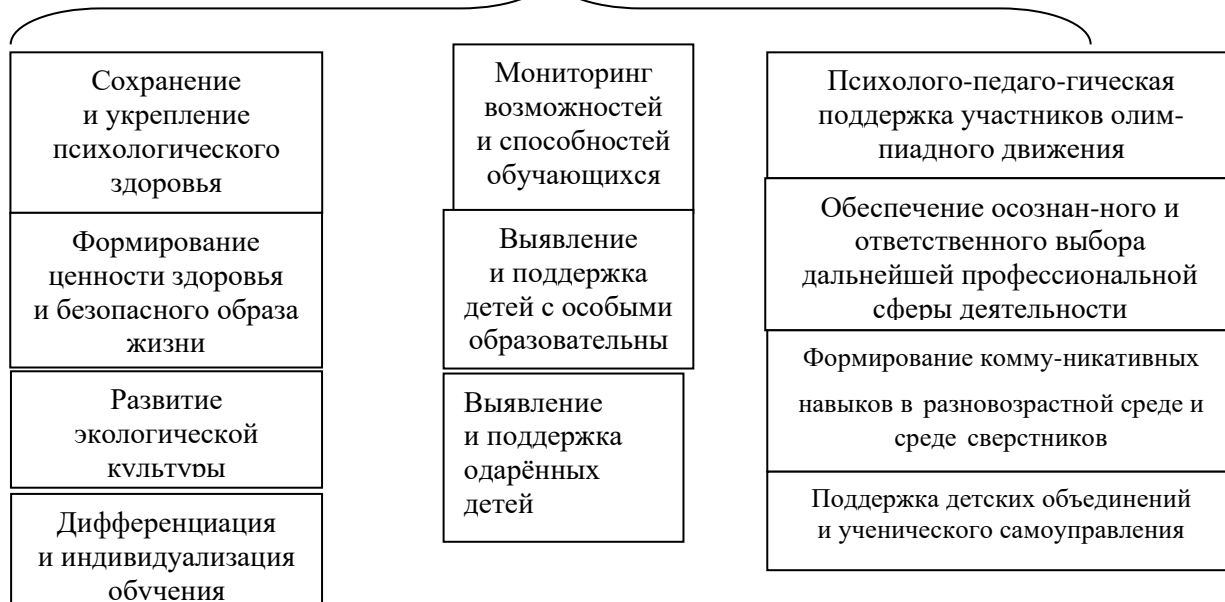 Сохранение
и укрепление
психологического
здоровья
Формирование
ценности здоровья
и безопасного образа
жизни
Развитие
экологической
культуры
Дифференциация
и индивидуализация
обучения
Мониторинг
возможностей
и способностей
обучающихся
Выявление
и поддержка
детей с особыми
образовательны
Выявление
и поддержка
одарённых
детей
Психолого-педаго-гическая
поддержка участников олим-
пиадного движения
Обеспечение осознан-ного и
ответственного выбора
дальнейшей профессиональной
сферы деятельности
Формирование комму-никативных
навыков в разновозрастной среде и
среде сверстников
Поддержка детских объединений
и ученического самоуправления